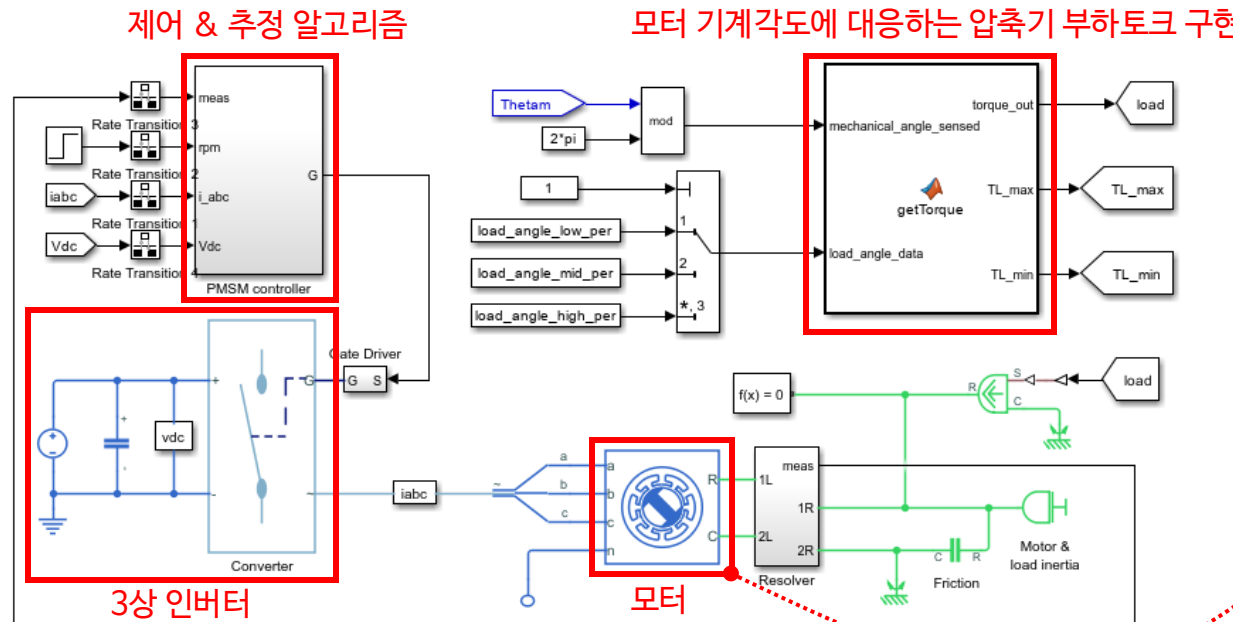 제어 & 추정 알고리즘
모터 기계각도에 대응하는 압축기 부하토크 구현
meas
Rate Transition 3
rpm
Rate Transition 2
iabc
i_abc
Rate Transition 1
Vdc
Vdc
Rate Transition 4
G
PMSM controller
Thetam
2*pi
mod
1
load_angle_low_per
load_angle_mid_per
load_angle_high_per
1
2
*, 3
mechanical_angle_sensed
load_angle_data
getTorque
torque_out
TL_max
TL_min
load
TL_max
TL_min
Gate Driver
G
G S
+
-
~
+
-
vdc
Converter
3상 인버터
iabc
~
a
b
c
a
b
c
n
R
C
모터
meas
1L
2L
1R
2R
Resolver
f(x) = 0
R
S
C
load
C
R
Friction
Motor &
load inertia